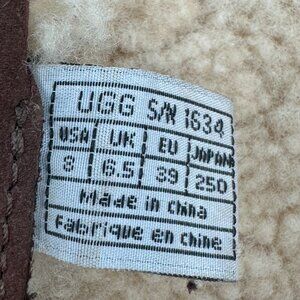 UGG S/N 1634
USA UK EU JAPAN
8 6.5 39 250
Made in China
Fabrique en Chine